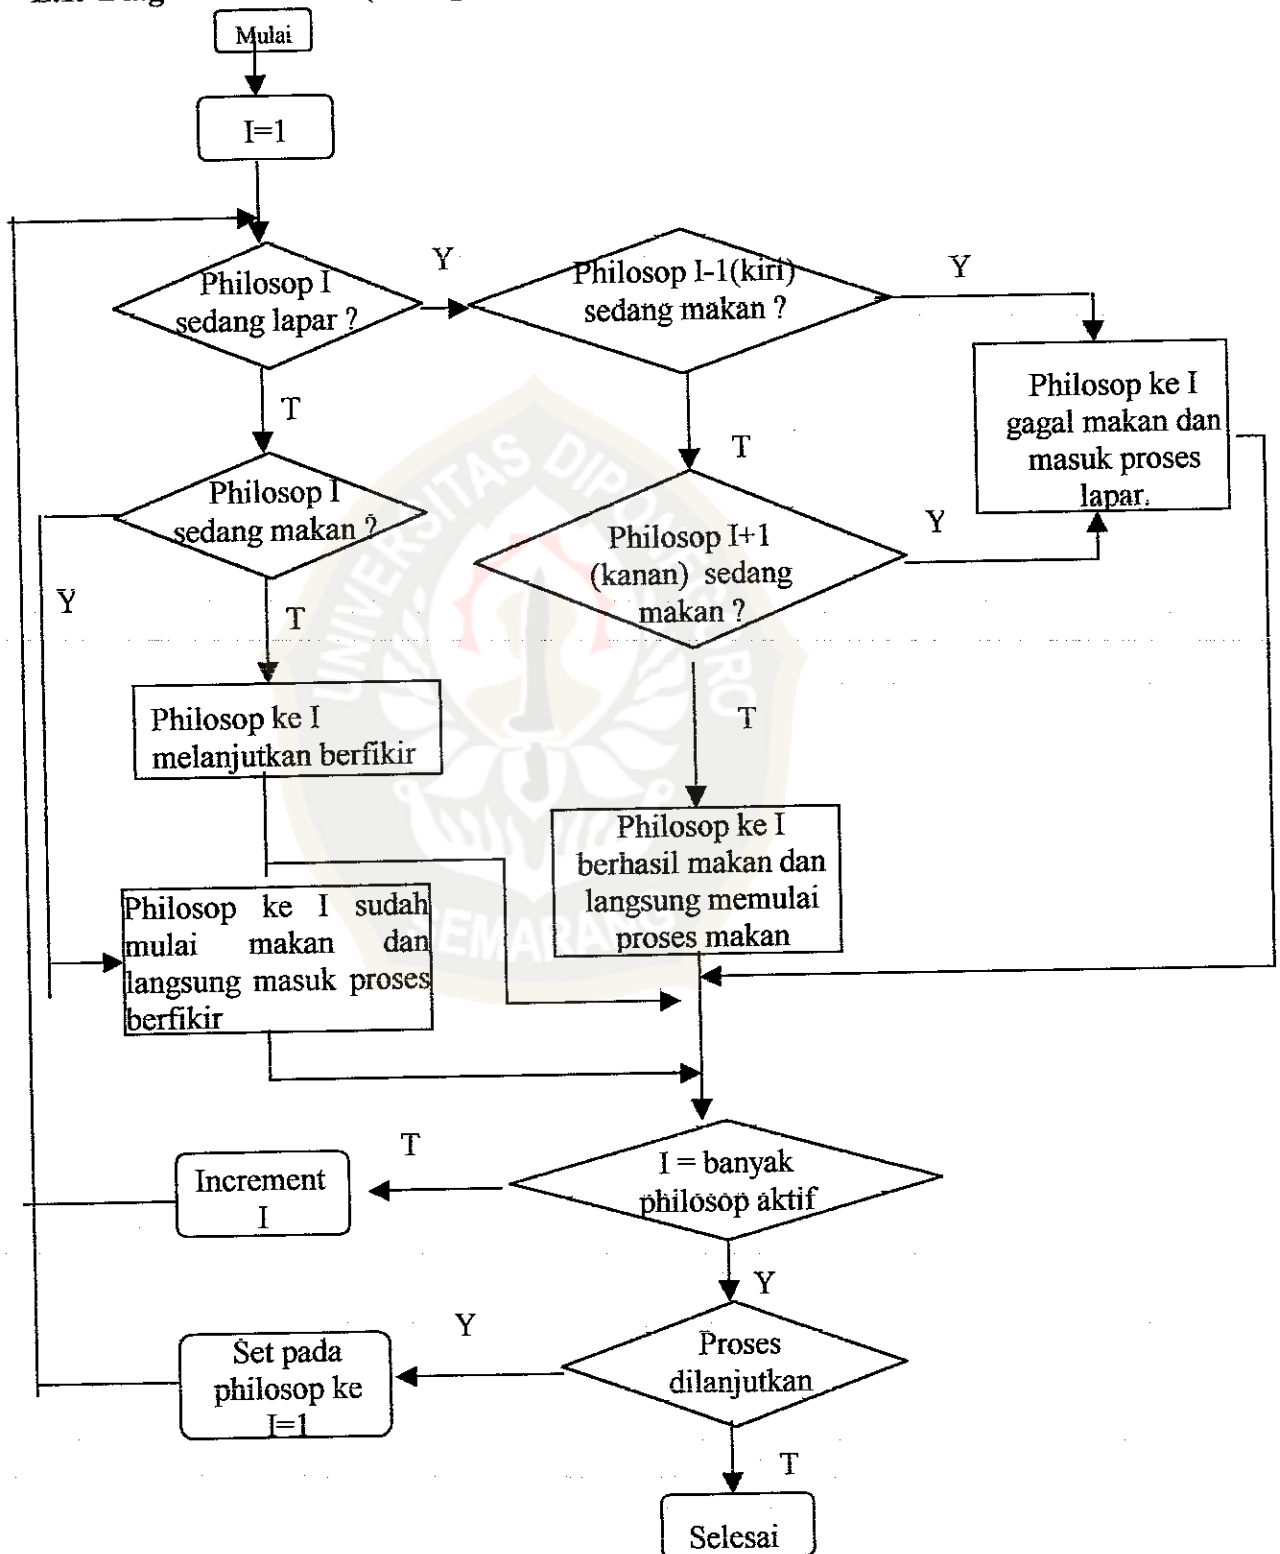 Mulai
I=1
Philosop I
sedang lapar ?
Y
Philosop I-1(kiri)
sedang makan ?
Y
Philosop ke I
gagal makan dan
masuk proses
lapar.
T
T
Philosop I
sedang makan ?
Philosop I+1
(kanan) sedang
makan ?
Y
Y
T
T
Philosop ke I
melanjutkan berfikir
Philosop ke I
berhasil makan dan
langsung memulai
proses makan
Philosop ke I sudah
mulai makan dan
langsung masuk proses
berfikir
UNIVERSITAS DIPONEGORO
SEMARANG
I = banyak
philosop aktif
T
Increment
I
Y
Proses
dilanjutkan
Y
Set pada
philosop ke
I=1
T
Selesai